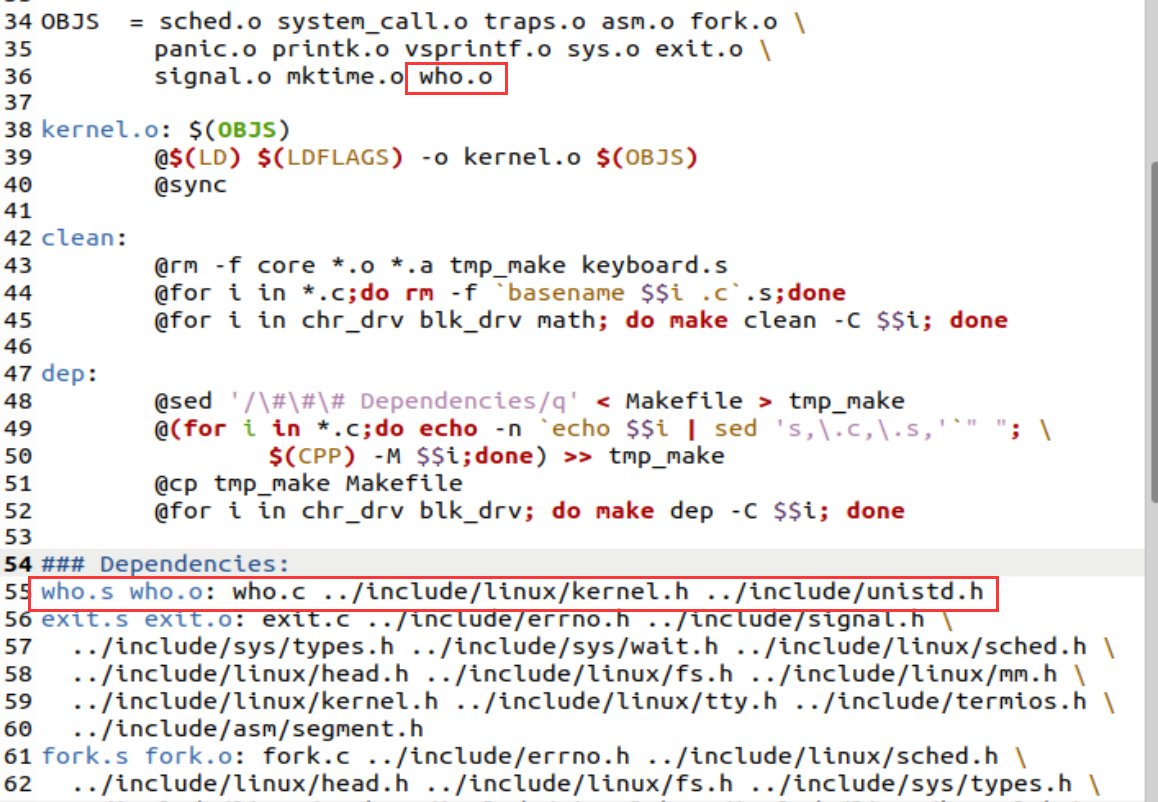 34 OBJS  = sched.o system_call.o traps.o asm.o fork.o \
35         panic.o printk.o vsprintf.o sys.o exit.o \
36         signal.o mktime.o who.o
37
38 kernel.o: $(OBJS)
39         @$(LD) $(LDFLAGS) -o kernel.o $(OBJS)
40         @sync
41
42 clean:
43         @rm -f core *.o *.a tmp_make keyboard.s
44         @for i in *.c;do rm -f `basename $$i .c`.s;done
45         @for i in chr_drv blk_drv math; do make clean -C $$i; done
46
47 dep:
48         @sed '/\#\#\# Dependencies/q' < Makefile > tmp_make
49         @(for i in *.c;do echo -n `echo $$i | sed 's,\.c,\.s,'`" "; \
50                 $(CPP) -M $$i;done) >> tmp_make
51         @cp tmp_make Makefile
52         @for i in chr_drv blk_drv; do make dep -C $$i; done
53
54 ### Dependencies:
55 who.s who.o: who.c ../include/linux/kernel.h ../include/unistd.h
56 exit.s exit.o: exit.c ../include/errno.h ../include/signal.h \
57   ../include/sys/types.h ../include/sys/wait.h ../include/linux/sched.h \
58   ../include/linux/head.h ../include/linux/fs.h ../include/linux/mm.h \
59   ../include/linux/kernel.h ../include/linux/tty.h ../include/termios.h \
60   ../include/asm/segment.h
61 fork.s fork.o: fork.c ../include/errno.h ../include/linux/sched.h \
62   ../include/linux/head.h ../include/linux/fs.h ../include/sys/types.h \